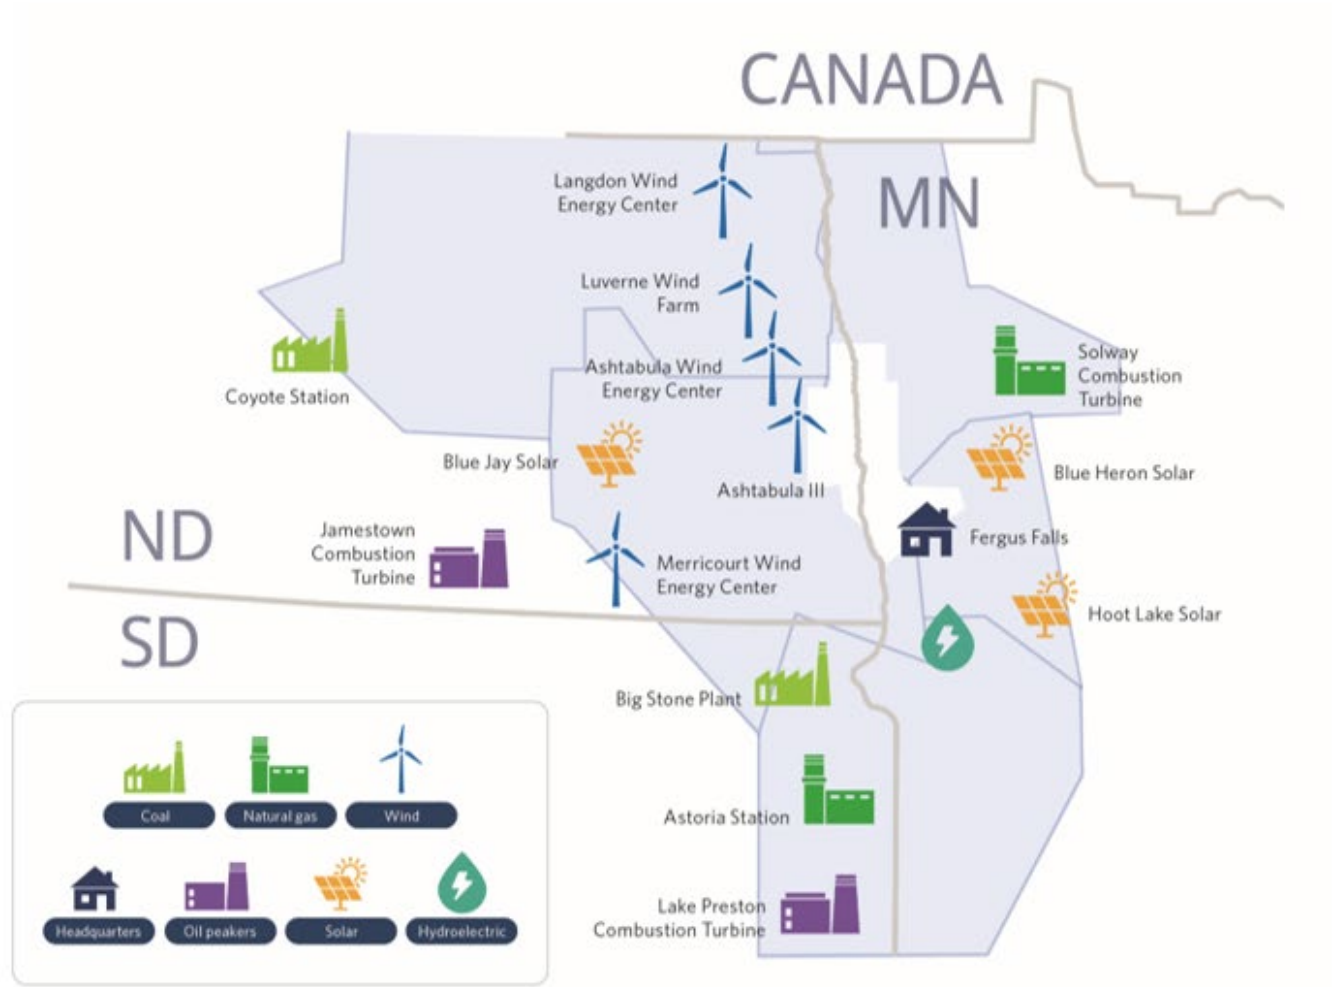 CANADA
MN
Langdon Wind
Energy Center
Luverne Wind
Farm
Ashtabula Wind
Energy Center
Solway
Combustion
Turbine
Coyote Station
Blue Jay Solar
Blue Heron Solar
Ashtabula III
ND
Jamestown
Combustion
Turbine
Fergus Falls
Merricourt Wind
Energy Center
SD
Hoot Lake Solar
Big Stone Plant
Astoria Station
Lake Preston
Combustion Turbine
Coal
Natural gas
Wind
Headquarters
Oil peakers
Solar
Hydroelectric